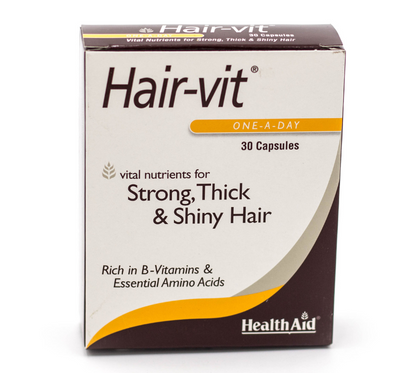 Hair-vit® 30 Capsules
Vital Nutrients for Strong, Thick & Shiny Hair
Hair-vit®
ONE-A-DAY
30 Capsules
vital nutrients for
Strong, Thick
& Shiny Hair
Rich in B-Vitamins &
Essential Amino Acids
HealthAid®